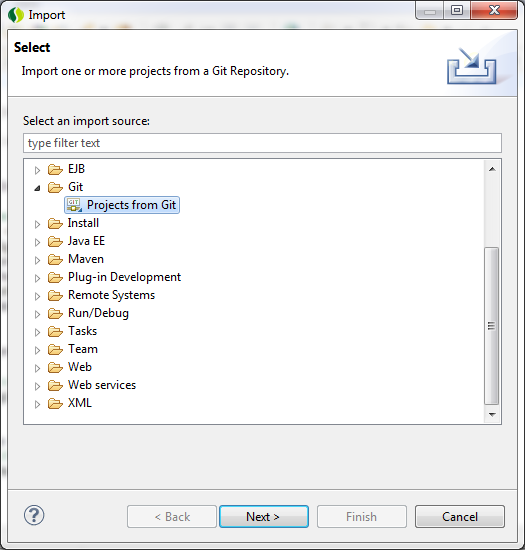 Import
Select
Import one or more projects from a Git Repository.
Select an import source:
type filter text
EJB
Git
GIT Projects from Git
Install
Java EE
Maven
Plug-in Development
Remote Systems
Run/Debug
Tasks
Team
Web
Web services
XML
? < Back Next > Finish Cancel